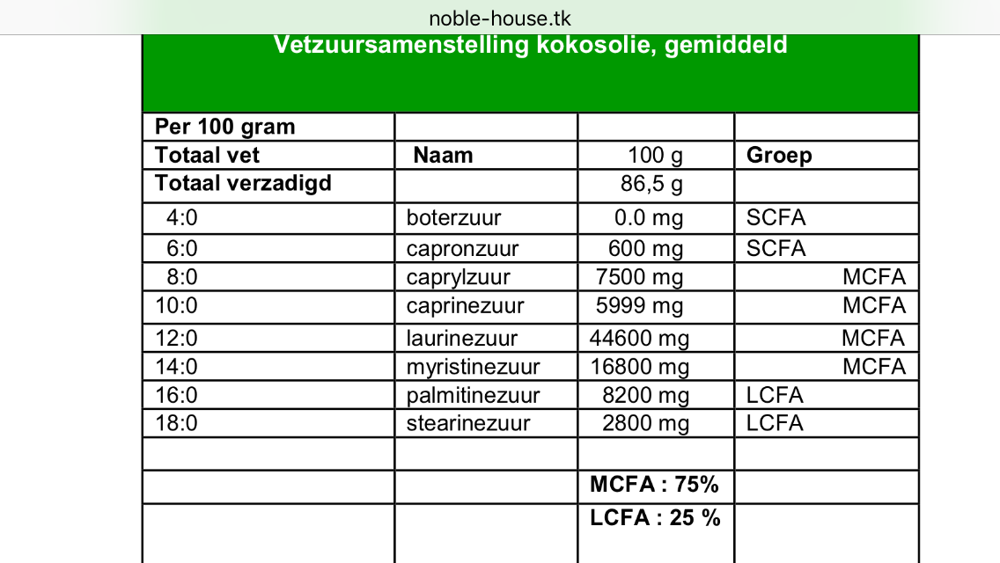 noble-house.tk
Vetzuursamenstelling kokosolie, gemiddeld
Per 100 gram
Totaal vet Naam 100 g Groep
Totaal verzadigd 86,5 g
4:0 boterzuur 0.0 mg SCFA
6:0 capronzuur 600 mg SCFA
8:0 caprylzuur 7500 mg MCFA
10:0 caprinezuur 5999 mg MCFA
12:0 laurinezuur 44600 mg MCFA
14:0 myristinezuur 16800 mg MCFA
16:0 palmitinezuur 8200 mg LCFA
18:0 stearinezuur 2800 mg LCFA
MCFA : 75%
LCFA : 25 %